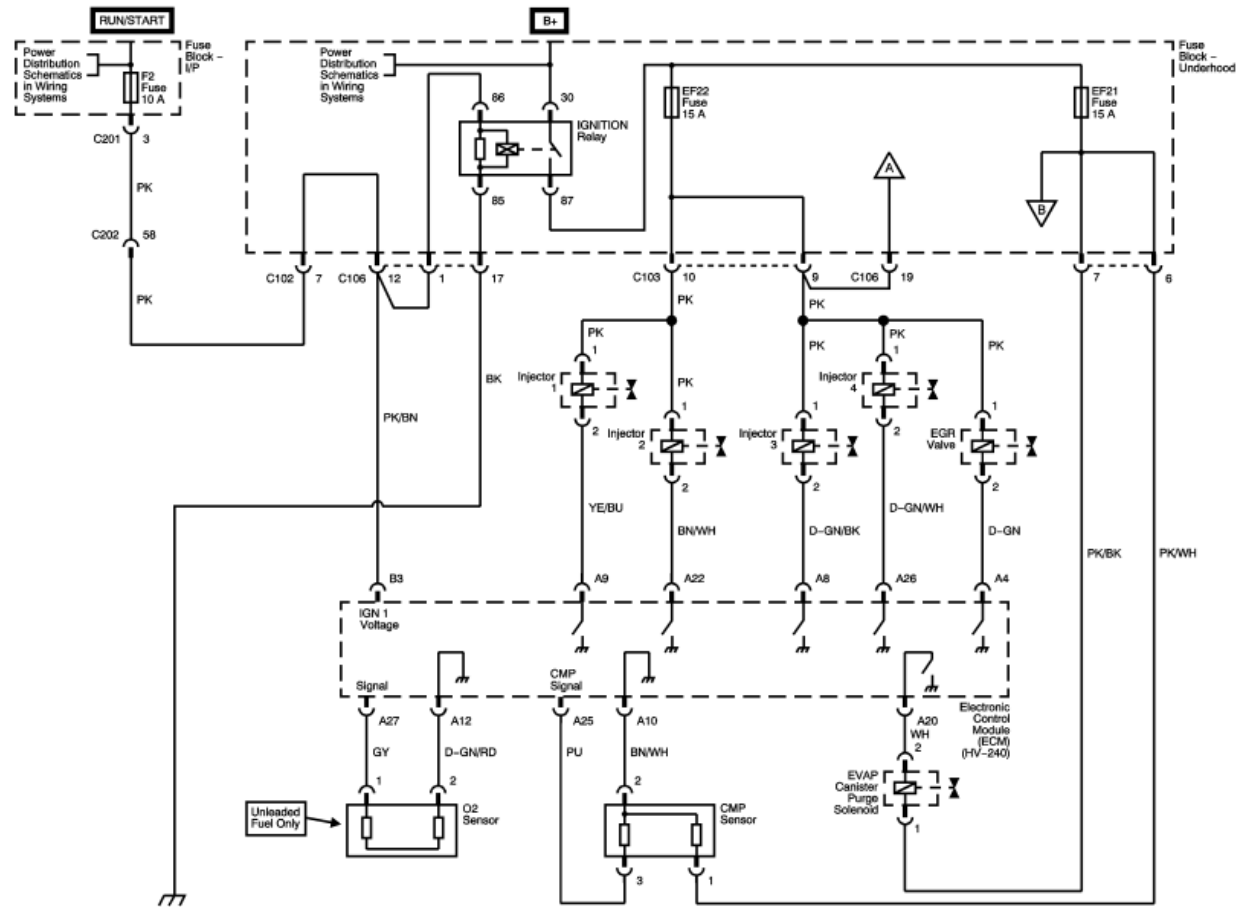 RUN/START
B+
Power
Distribution
Schematics
in Wiring
Systems
F2
Fuse
10 A
Fuse
Block –
I/P
Power
Distribution
Schematics
in Wiring
Systems
86
30
IGNITION
Relay
85
87
EF22
Fuse
15 A
EF21
Fuse
15 A
Fuse
Block –
Underhood
A
B
C201
3
PK
C202
58
PK
C102
7
C106
12
1
17
C103
10
9
C106
19
7
6
PK
PK
PK
PK
PK
PK
PK
BK
PK/BN
1
Injector
1
2
1
Injector
2
2
1
Injector
3
2
1
Injector
4
2
1
EGR
Valve
2
YE/BU
BN/WH
D–GN/BK
D–GN/WH
D–GN
PK/BK
PK/WH
B3
A9
A22
A8
A26
A4
IGN 1
Voltage
Signal
CMP
Signal
A27
A12
A25
A10
A20
Electronic
Control
Module
(ECM)
(HV–240)
GY
D–GN/RD
PU
BN/WH
WH
1
2
2
2
Unleaded
Fuel Only
O2
Sensor
CMP
Sensor
3
1
EVAP
Canister
Purge
Solenoid
1